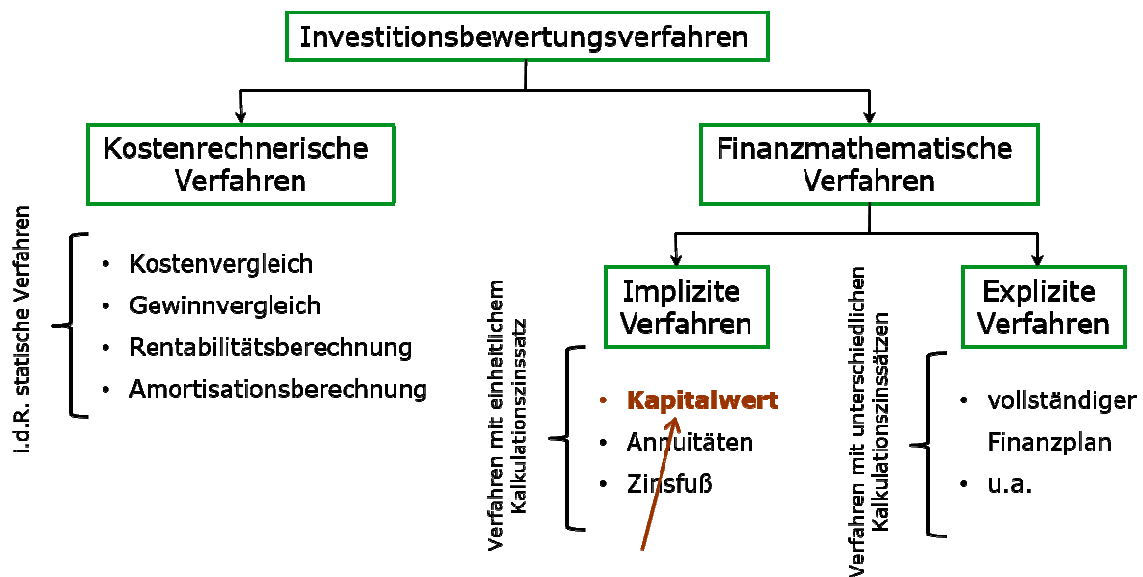 Investitionsbewertungsverfahren
Kostenrechnerische
Verfahren
Finanzmathematische
Verfahren
i.d.R. statische Verfahren
• Kostenvergleich
• Gewinnvergleich
• Rentabilitätsberechnung
• Amortisationsberechnung
Implizite
Verfahren
Explizite
Verfahren
Verfahren mit einheitlichem
Kalkulationszinssatz
• Kapitalwert
• Annuitäten
• Zinsfuß
Verfahren mit unterschiedlichen
Kalkulationszinssätzen
• vollständiger
Finanzplan
• u.a.